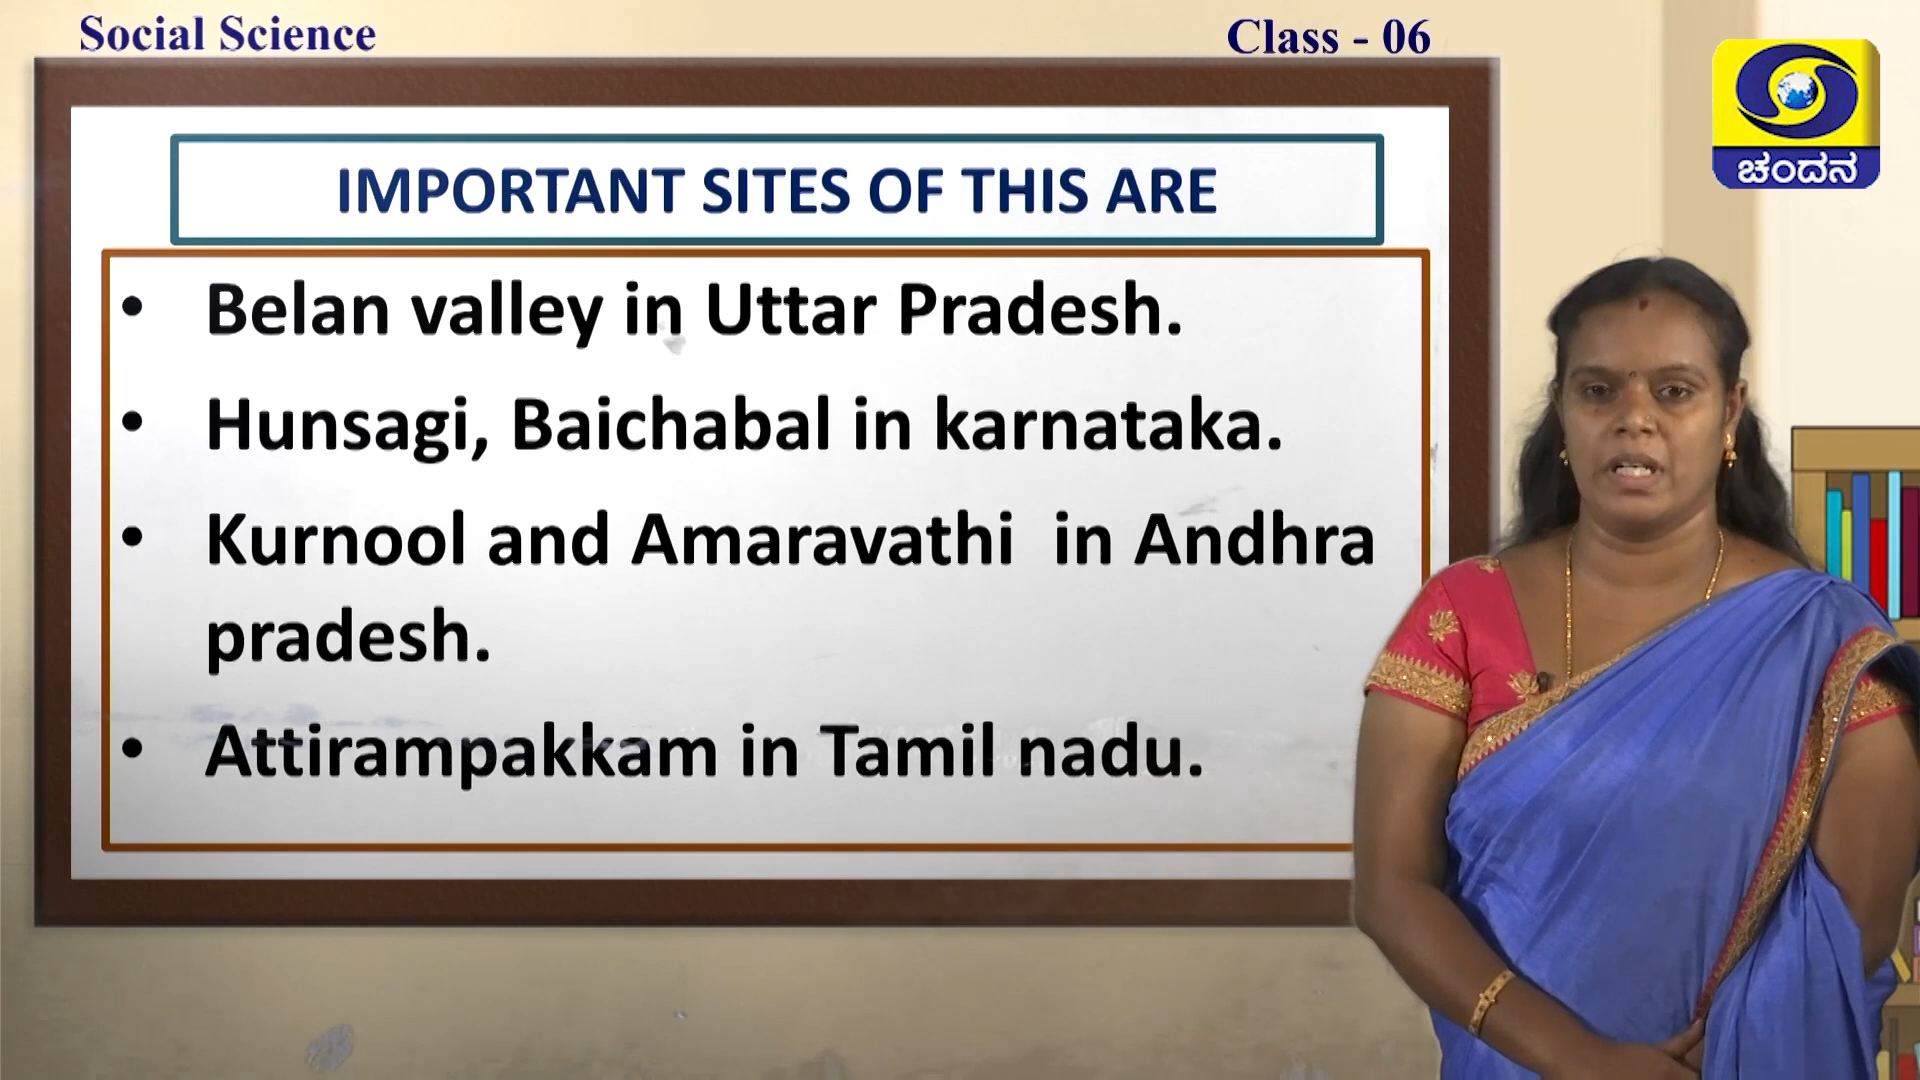 Social Science
Class - 06
ಚಂದನ
IMPORTANT SITES OF THIS ARE
• Belan valley in Uttar Pradesh.
• Hunsagi, Baichabal in karnataka.
• Kurnool and Amaravathi in Andhra
pradesh.
• Attirampakkam in Tamil nadu.